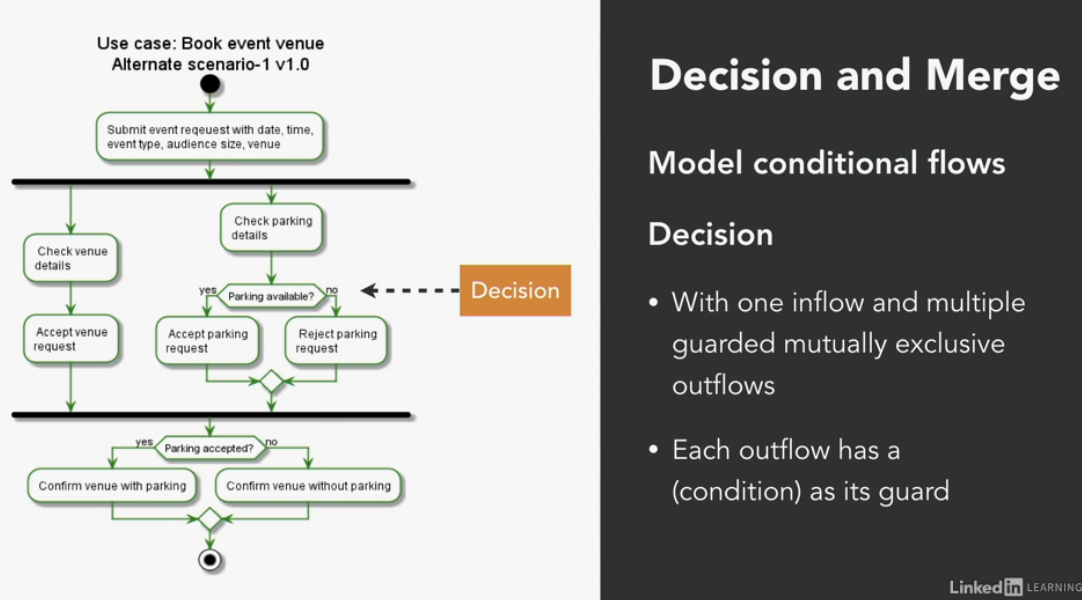 Use case: Book event venue
Alternate scenario-1 v1.0
Submit event reqeuest with date, time,
event type, audience size, venue
Check parking
details
Check venue
details
yes
Parking available?
no
Accept venue
request
Accept parking
request
Reject parking
request
yes
Parking accepted?
no
Confirm venue with parking
Confirm venue without parking
Decision
Decision and Merge
Model conditional flows
Decision
• With one inflow and multiple
guarded mutually exclusive
outflows
• Each outflow has a
(condition) as its guard
Linked in LEARNING